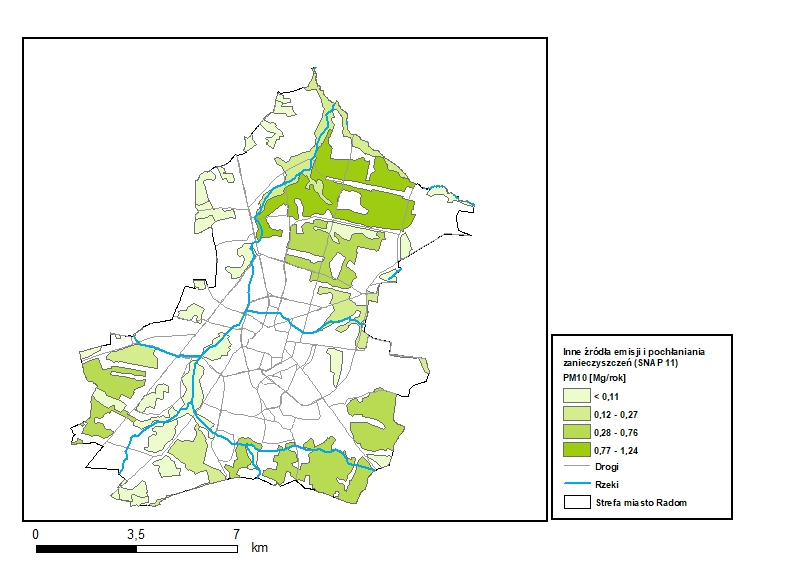 Inne źródła emisji i pochłaniania
zanieczyszczeń (SNAP 11)
PM10 [Mg/rok]
< 0,11
0,12 - 0,27
0,28 - 0,76
0,77 - 1,24
Drogi
Rzeki
Strefa miasto Radom
0 3,5 7
km